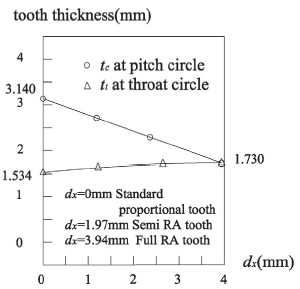 tooth thickness(mm)
4
tc at pitch circle
tt at throat circle
3.140
3
2
1.730
1.534
1
dx=0mm Standard
proportional tooth
dx=1.97mm Semi RA tooth
dx=3.94mm Full RA tooth
0
dx(mm)
0 1 2 3 4